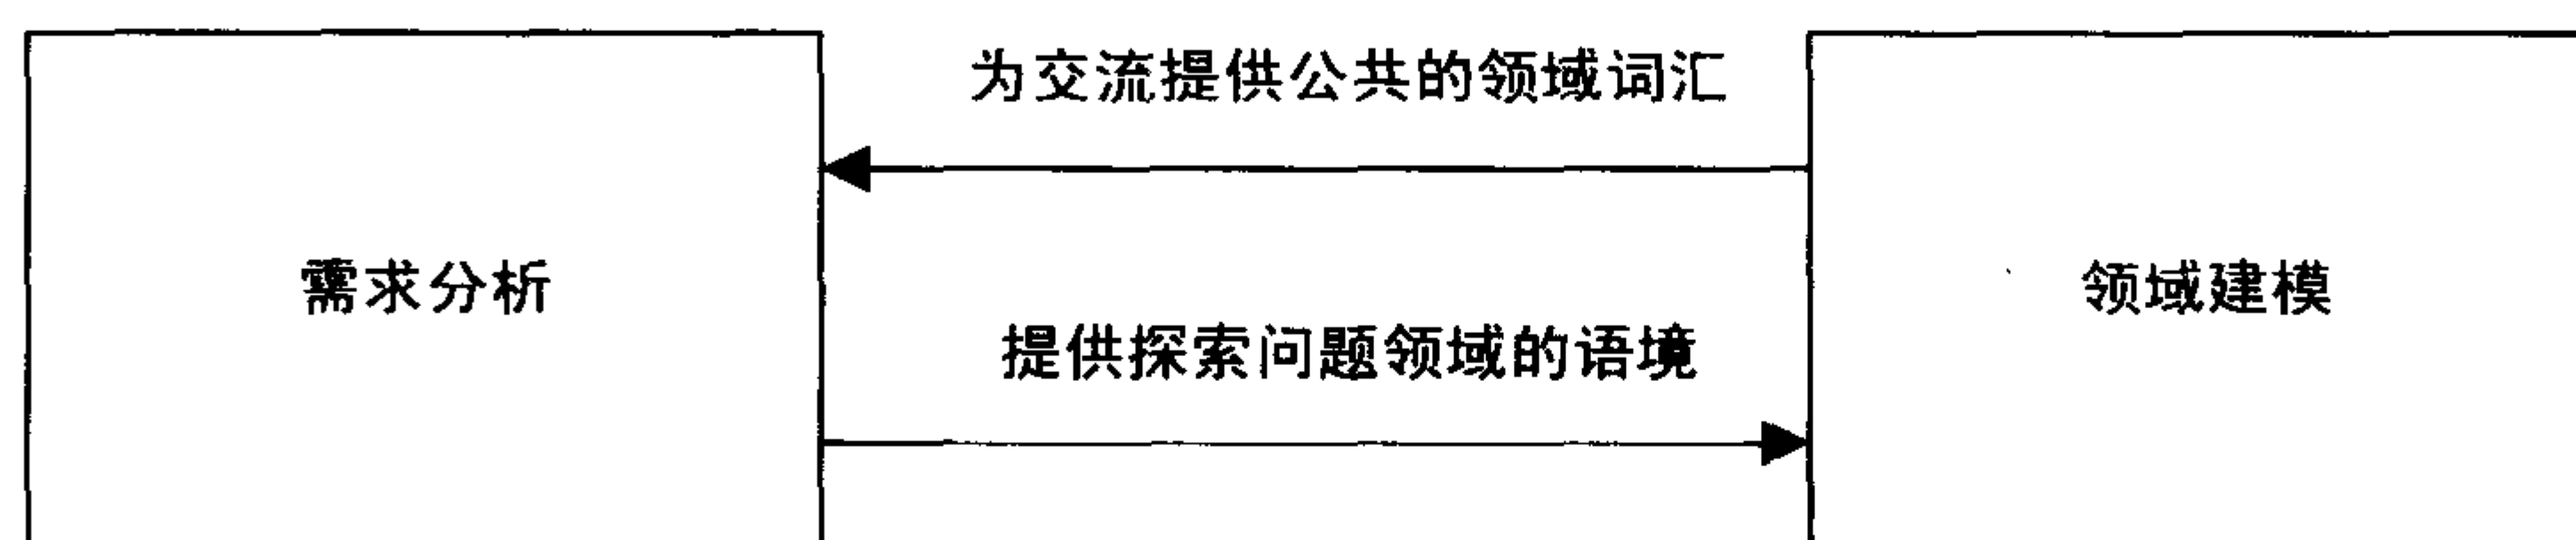 为交流提供公共的领域词汇
需求分析
领域建模
提供探索问题领域的语境